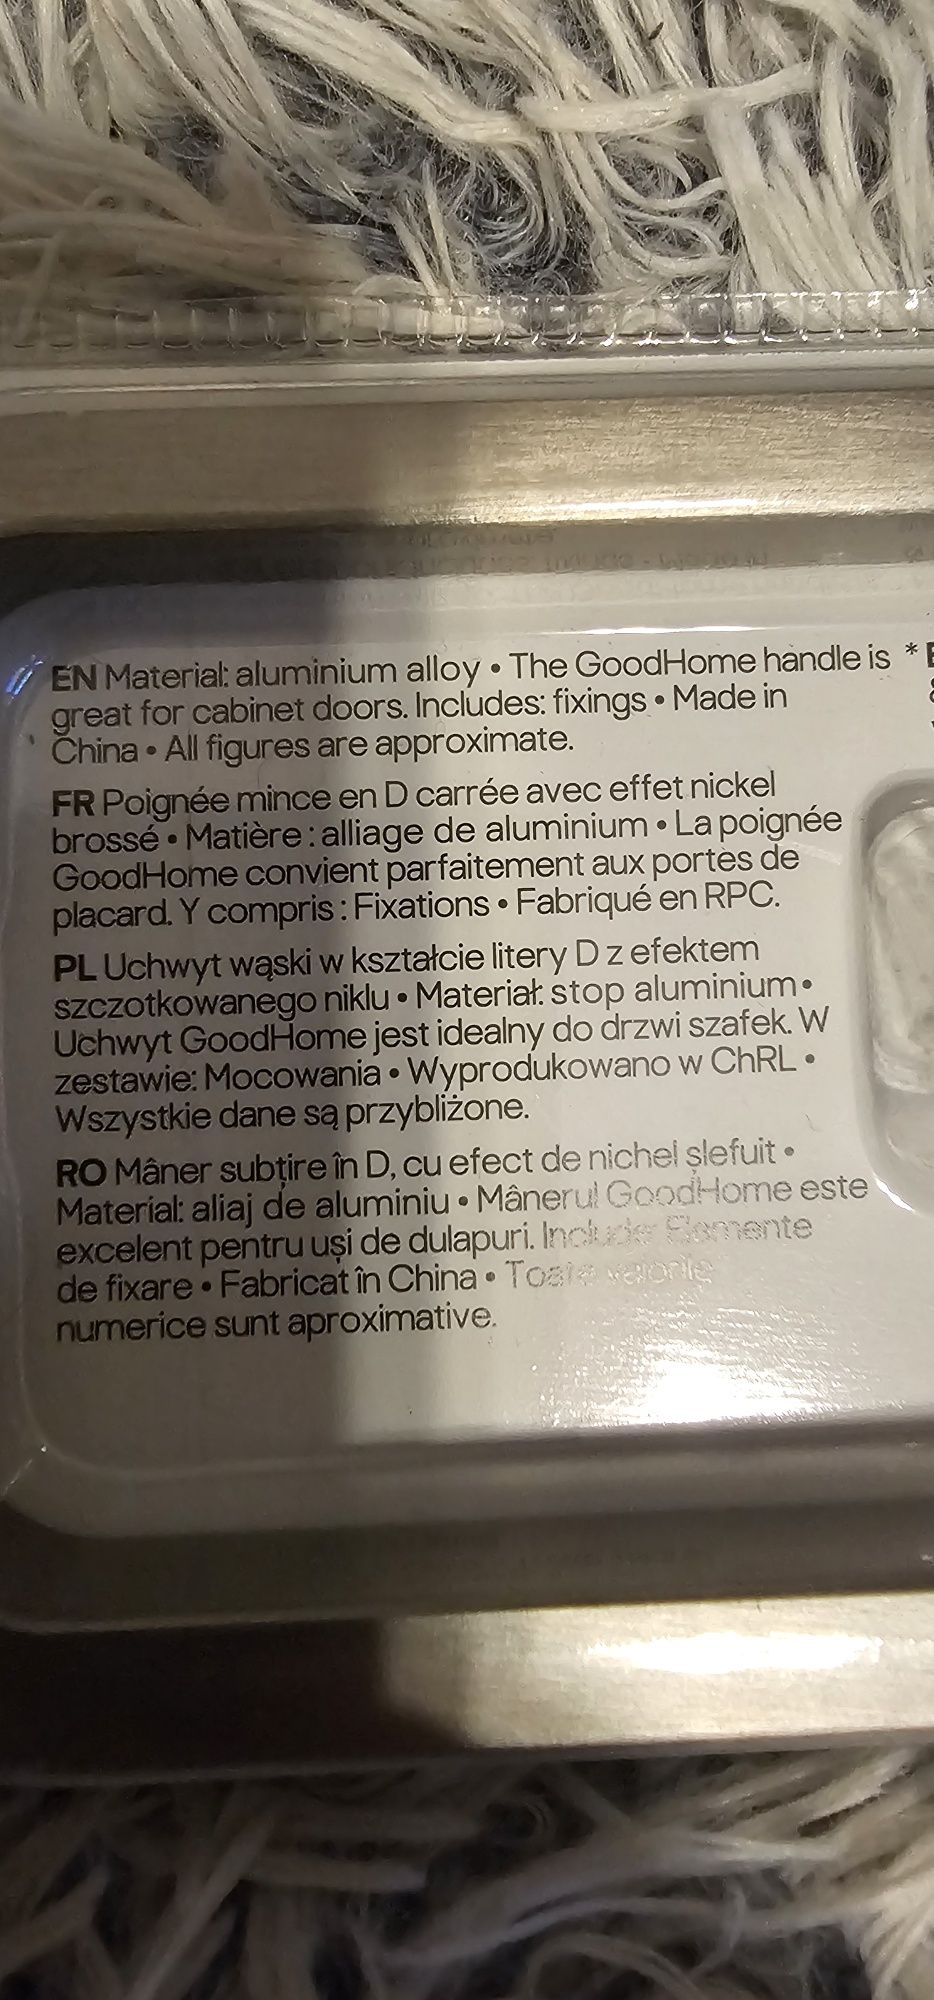 EN Material: aluminium alloy • The GoodHome handle is *
great for cabinet doors. Includes: fixings • Made in
China • All figures are approximate.
FR Poignée mince en D carrée avec effet nickel
brossé • Matière : alliage de aluminium • La poignée
GoodHome convient parfaitement aux portes de
placard. Y compris : Fixations • Fabriqué en RPC.
PL Uchwyt wąski w kształcie litery D z efektem
szczotkowanego niklu • Materiał: stop aluminium •
Uchwyt GoodHome jest idealny do drzwi szafek. W
zestawie: Mocowania • Wyprodukowano w ChRL •
Wszystkie dane są przybliżone.
RO Mâner subțire în D, cu efect de nichel șlefuit •
Material: aliaj de aluminiu • Mânerul GoodHome este
excelent pentru uși de dulapuri. Include: Elemente
de fixare • Fabricat în China • Toate valorile
numerice sunt aproximative.